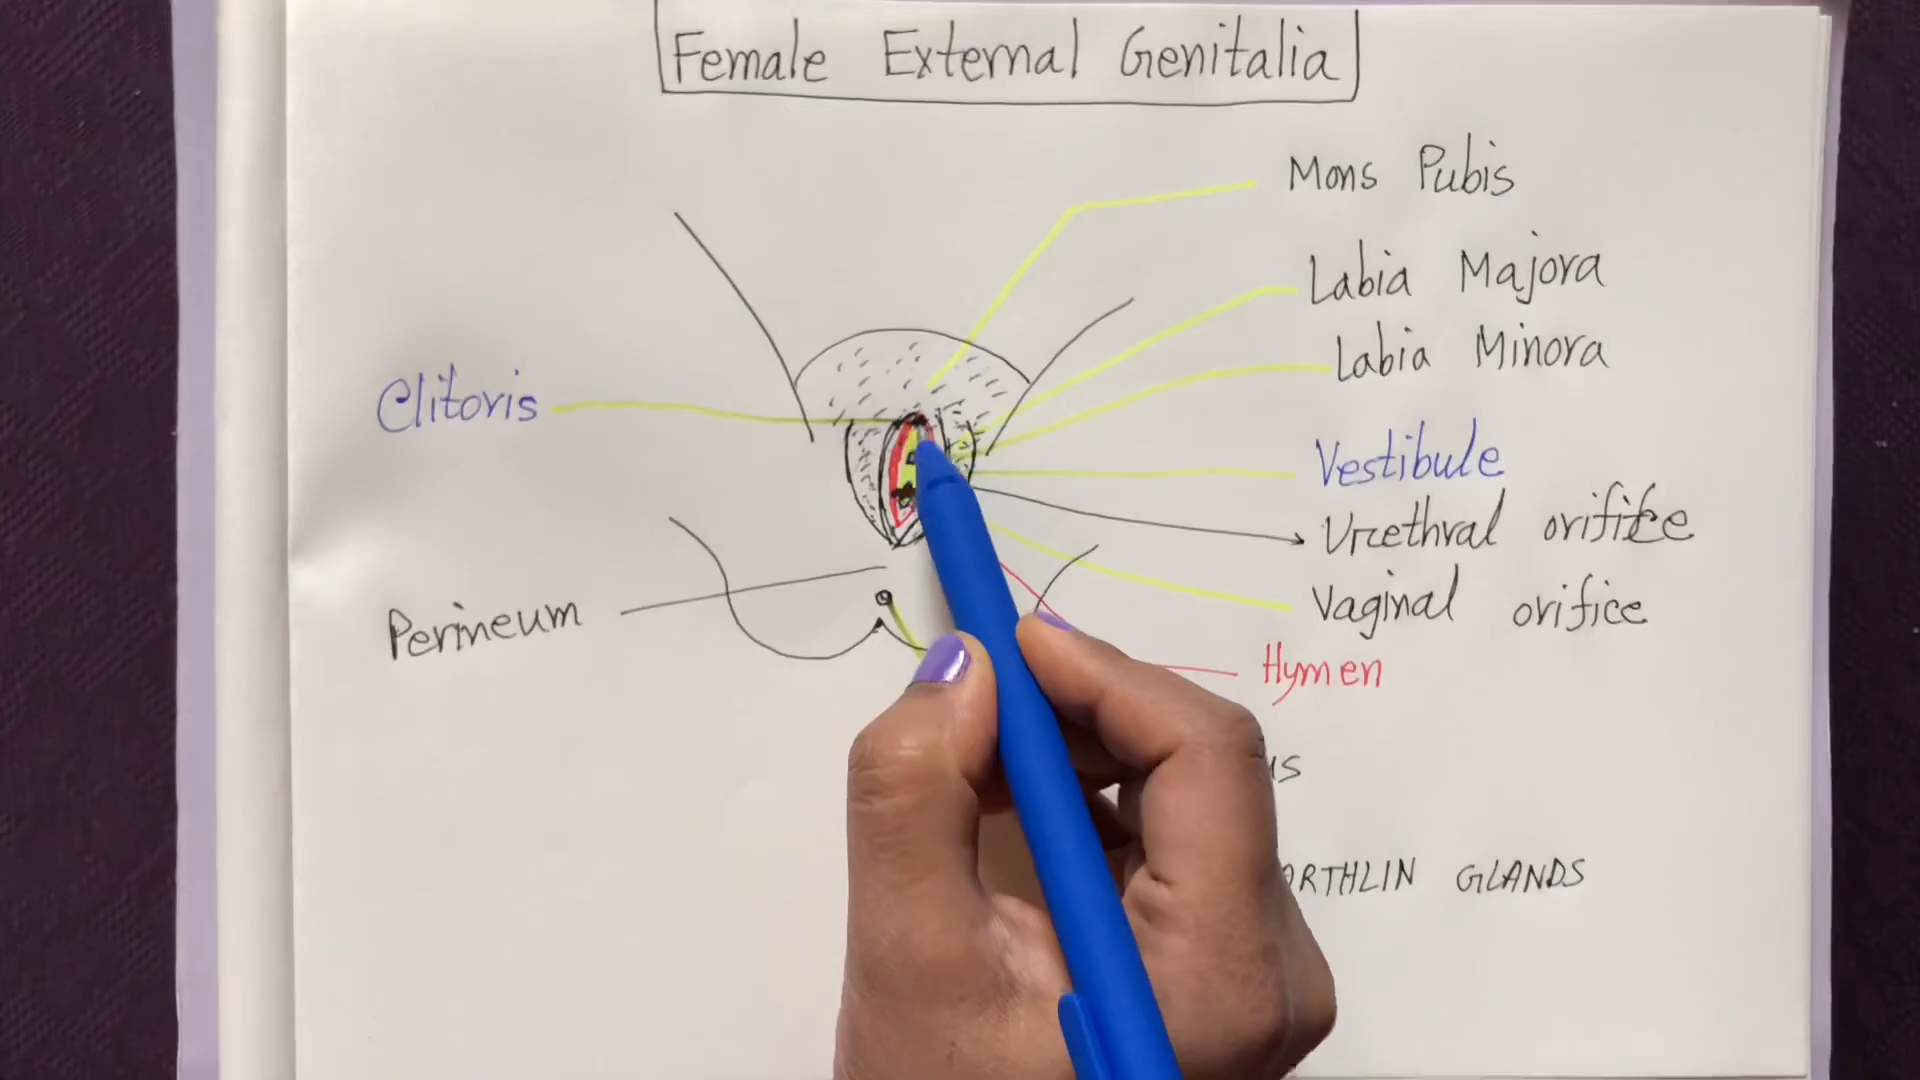 Female External Genitalia
Mons Pubis
Labia Majora
Labia Minora
Clitoris
Vestibule
Urethral orifice
Vaginal orifice
Perineum
Hymen
GLANDS